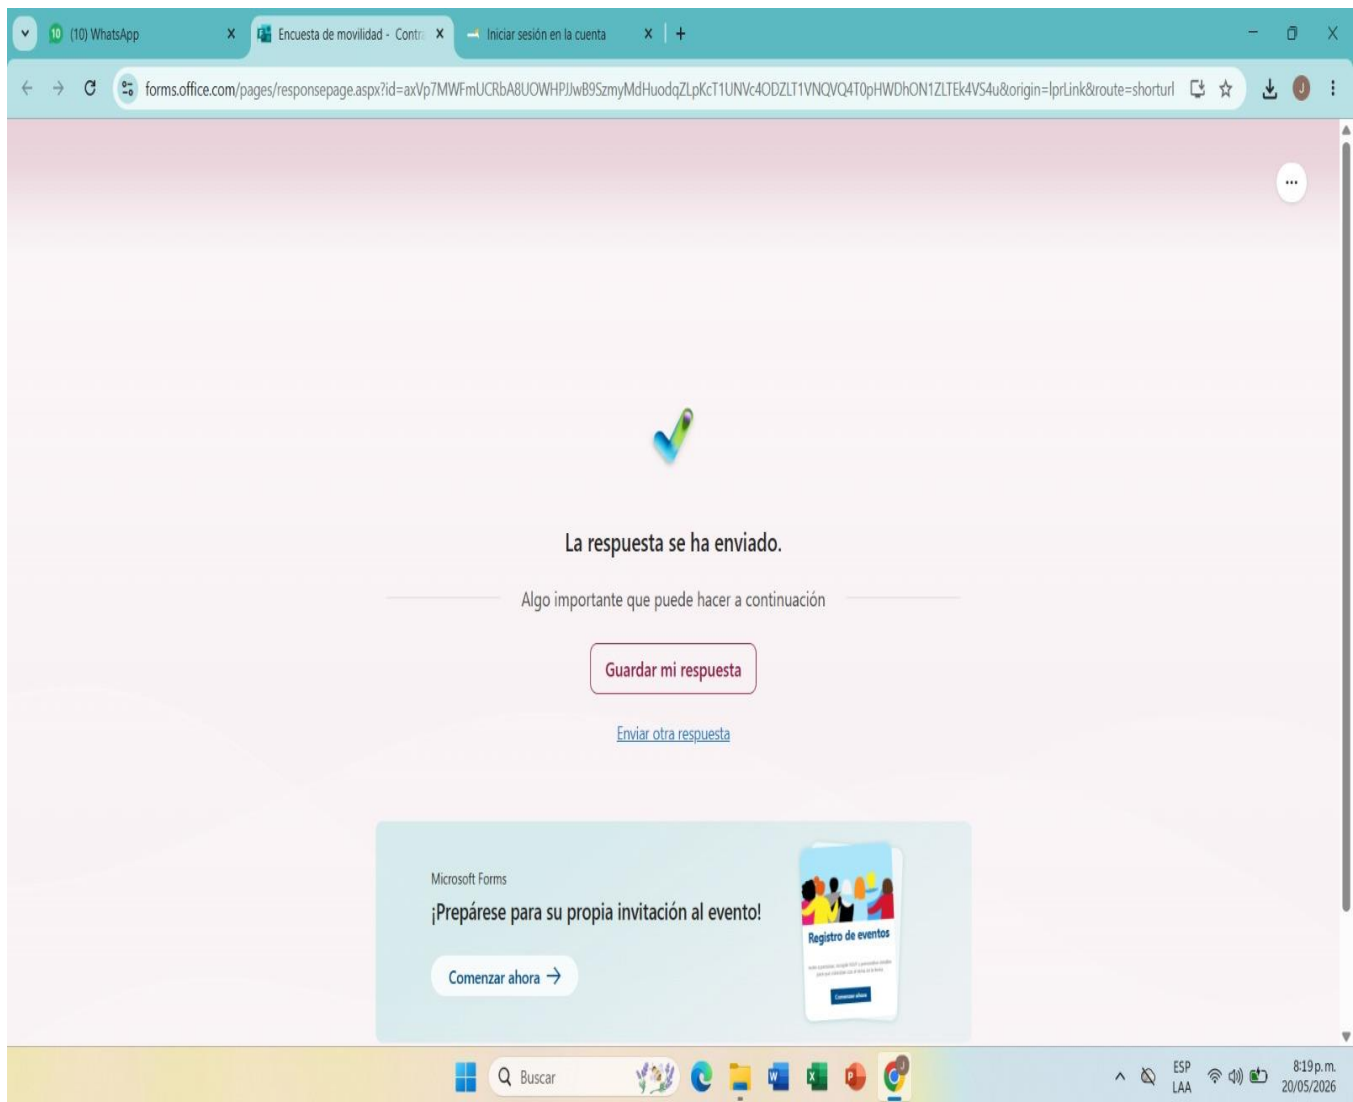 10 (10) WhatsApp
Encuesta de movilidad - Contr
Iniciar sesión en la cuenta
forms.office.com/pages/responsepage.aspx?id=axVp7MWFmUCRbA8UOWHPJJwB9SzmyMdHuodqZLpKcT1UNVc4ODZLT1VNQVQ4T0pHWDhON1ZLTEk4VS4u&origin=lprLink&route=shorturl
J
La respuesta se ha enviado.
Algo importante que puede hacer a continuación
Guardar mi respuesta
Enviar otra respuesta
Microsoft Forms
¡Prepárese para su propia invitación al evento!
Comenzar ahora
Registro de eventos
Comenzar ahora
Buscar
ESP
LAA
8:19 p.m.
20/05/2026